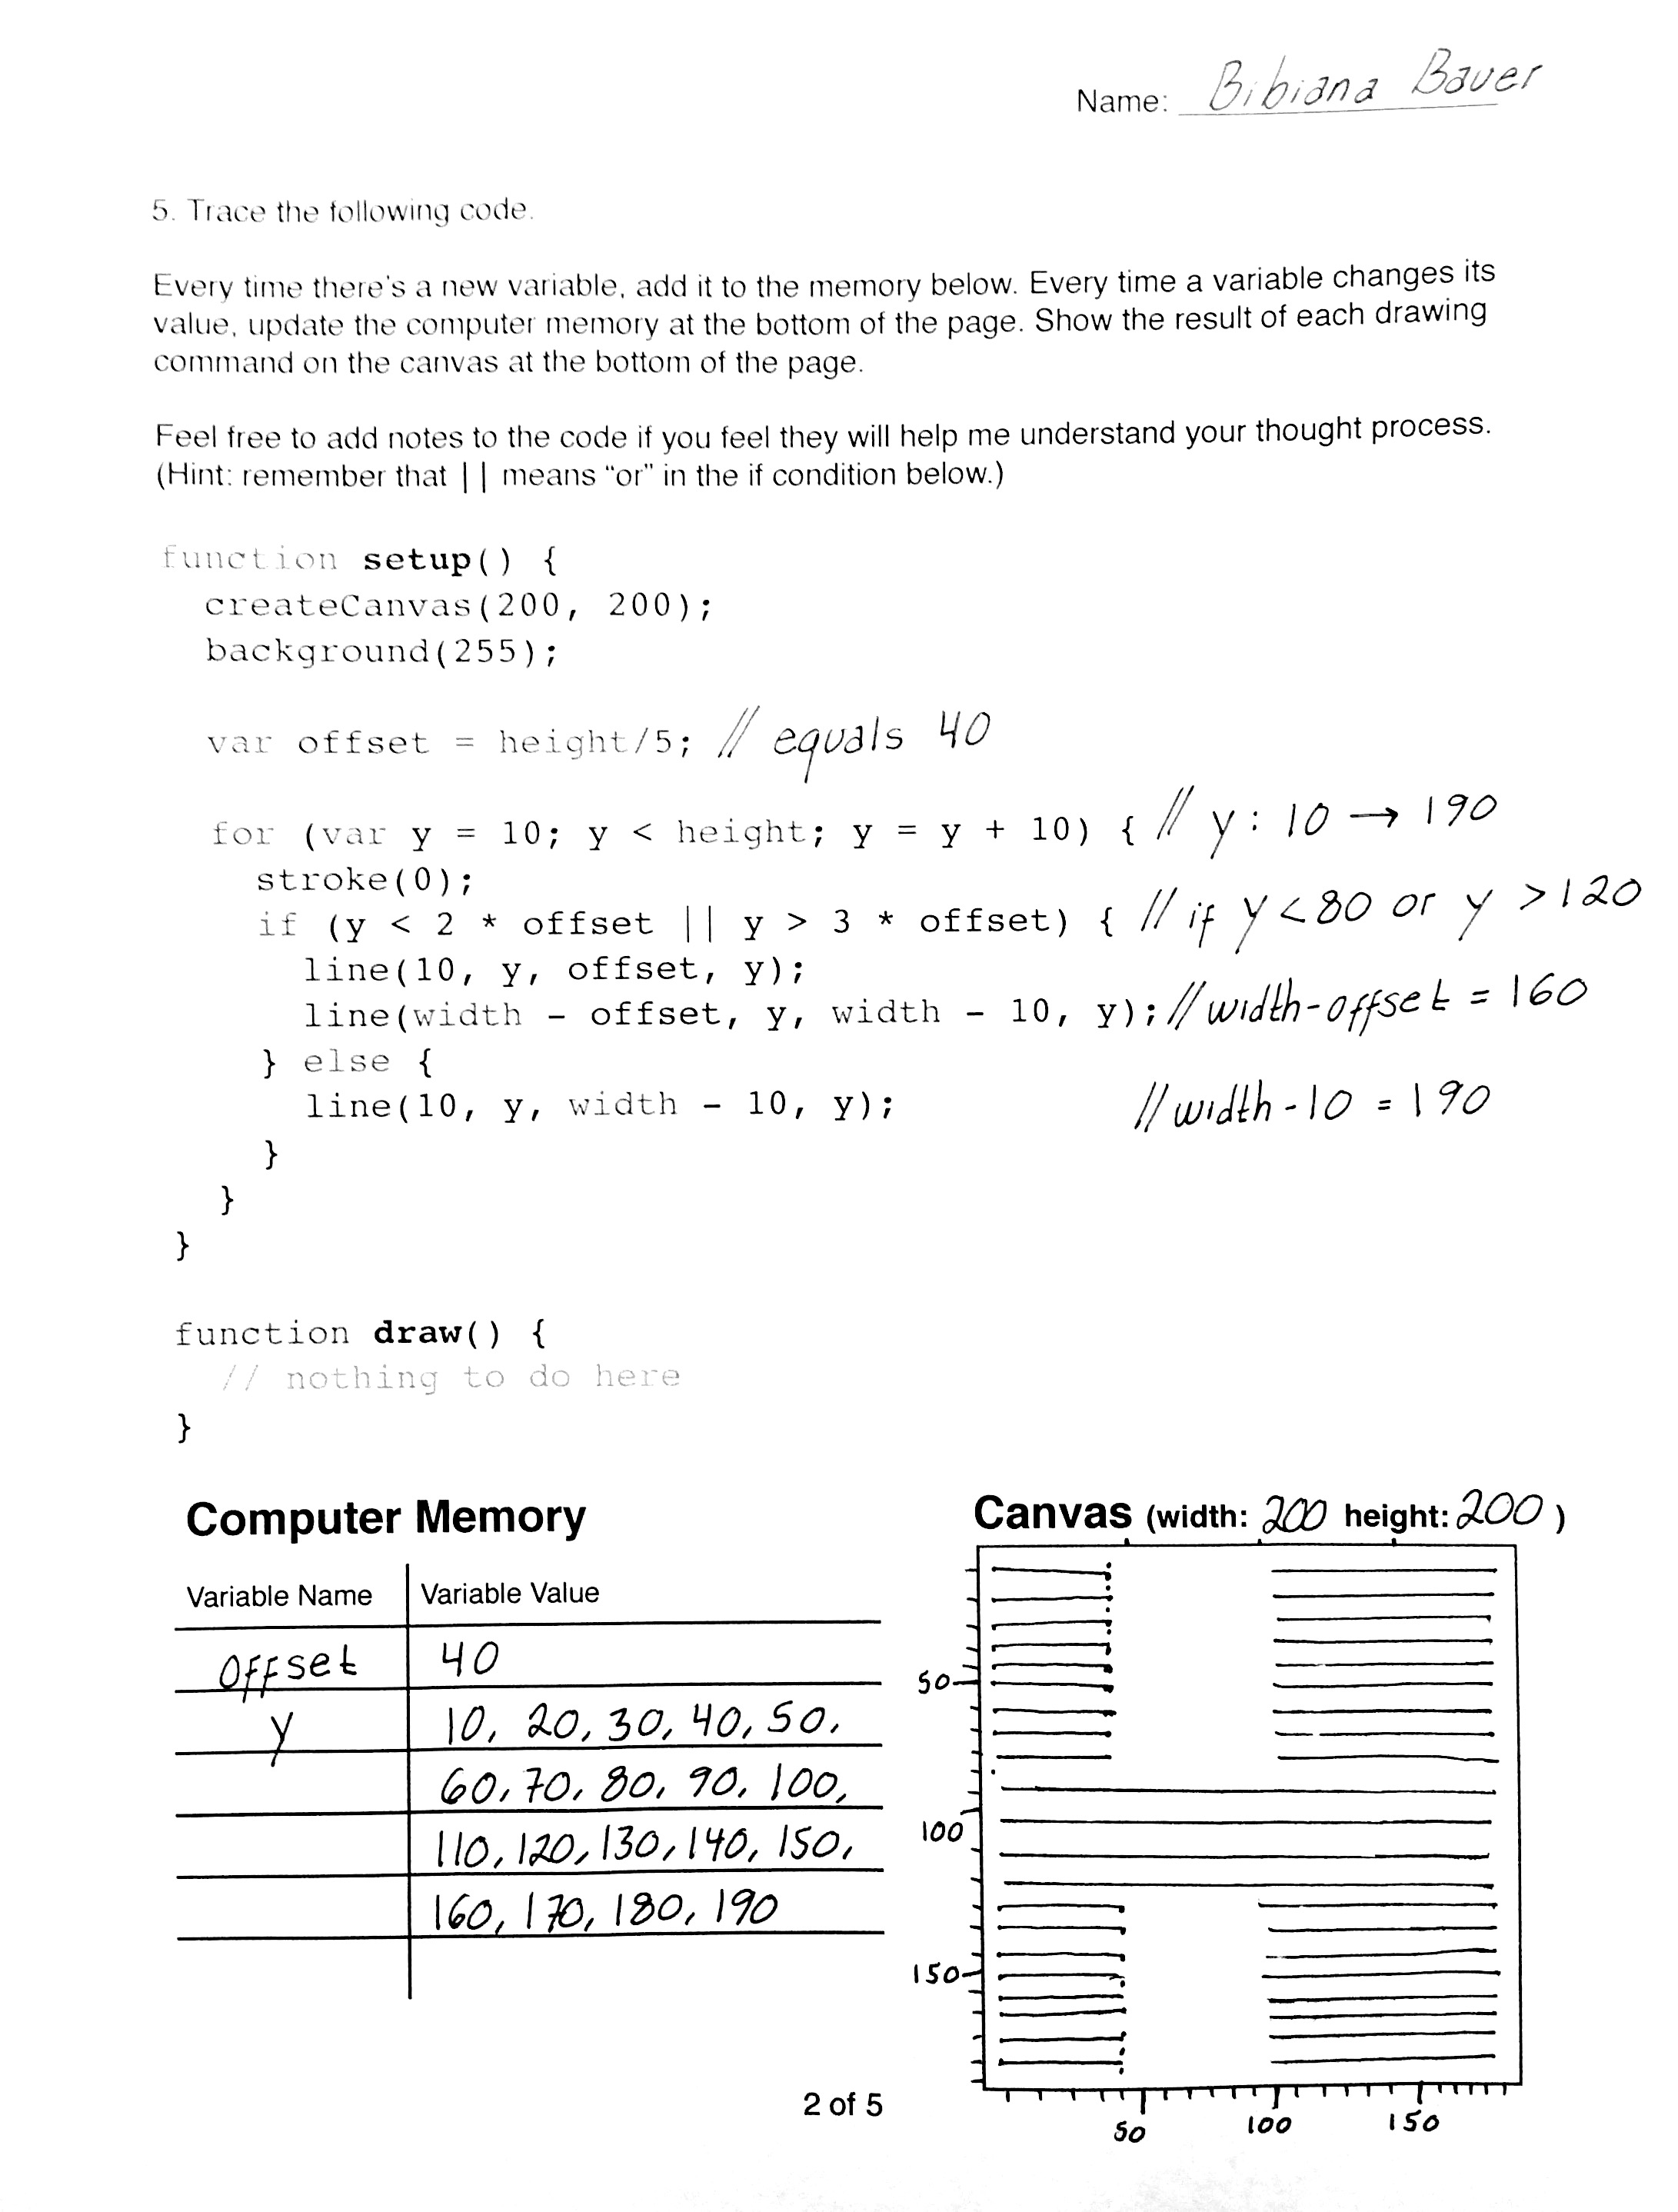 Name: Bibiana Bauer
5. Trace the following code.
Every time there's a new variable, add it to the memory below. Every time a variable changes its
value, update the computer memory at the bottom of the page. Show the result of each drawing
command on the canvas at the bottom of the page.
Feel free to add notes to the code if you feel they will help me understand your thought process.
(Hint: remember that || means “or” in the if condition below.)
function setup() {
createCanvas(200, 200);
background(255);
var offset = height/5; // equals 40
for (var y = 10; y < height; y = y + 10) { // y: 10 → 190
stroke(0);
if (y < 2 * offset || y > 3 * offset) { // if y<80 or y >120
line(10, y, offset, y);
line(width - offset, y, width - 10, y); // width-offset = 160
} else {
line(10, y, width - 10, y); // width-10 = 190
}
}
}
function draw() {
// nothing to do here
}
Computer Memory
Variable Name Variable Value
offset 40
y 10, 20, 30, 40, 50,
60, 70, 80, 90, 100,
110, 120, 130, 140, 150,
160, 170, 180, 190
Canvas (width: 200 height: 200)
50
100
150
50 100 150
2 of 5